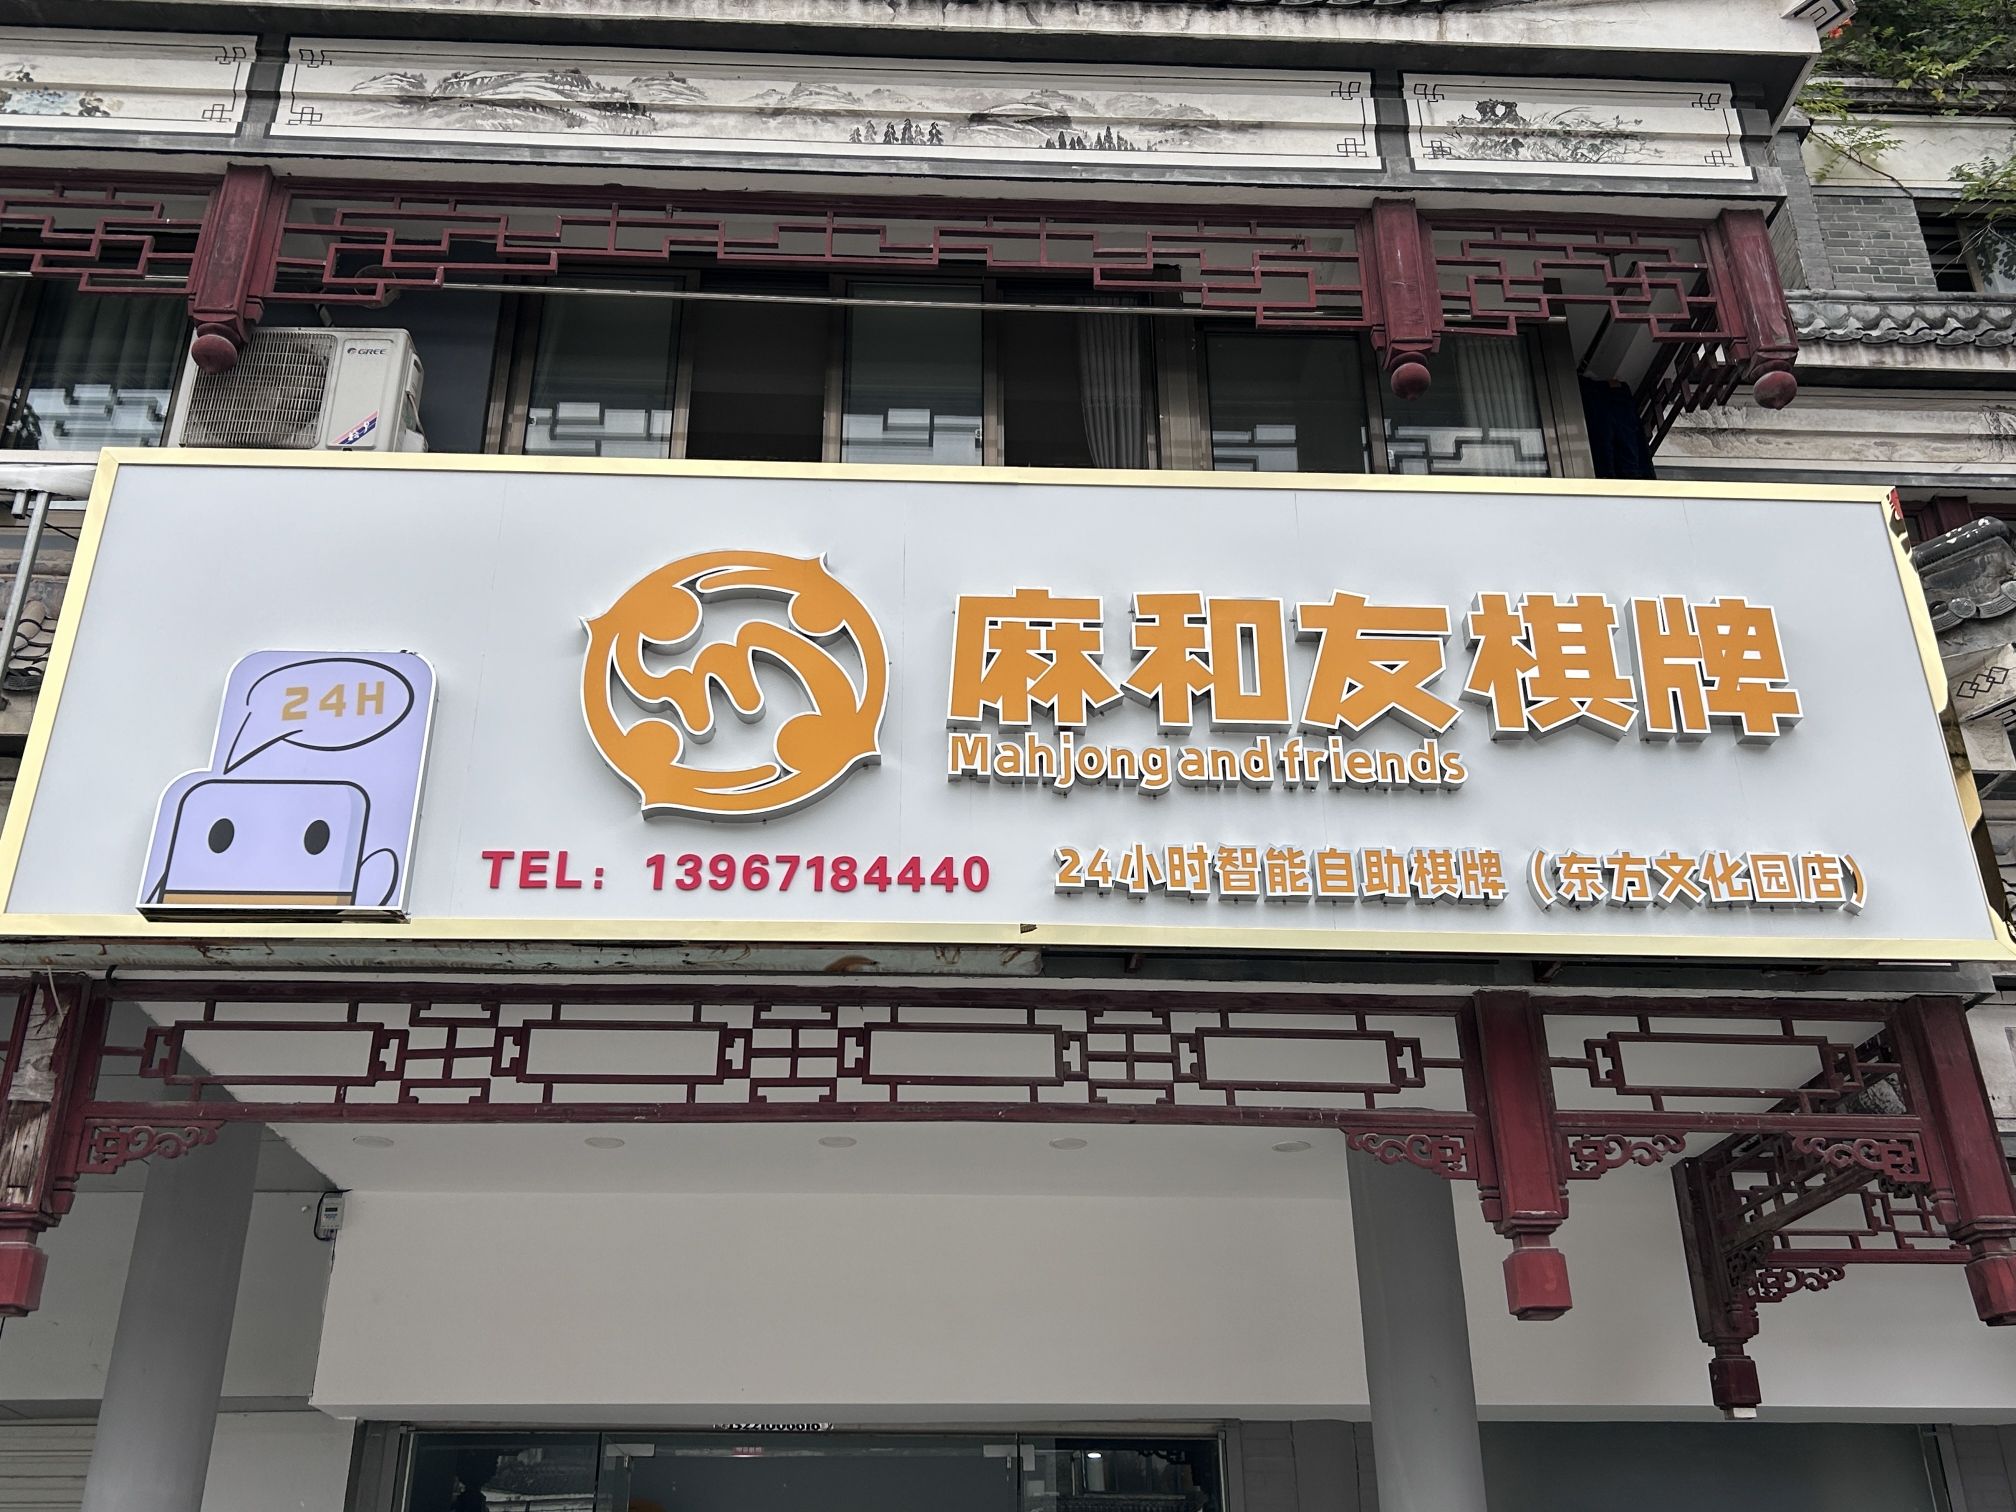 GREE
24H
麻和友棋牌
Mahjong and friends
TEL：13967184440
24小时智能自助棋牌（东方文化园店）